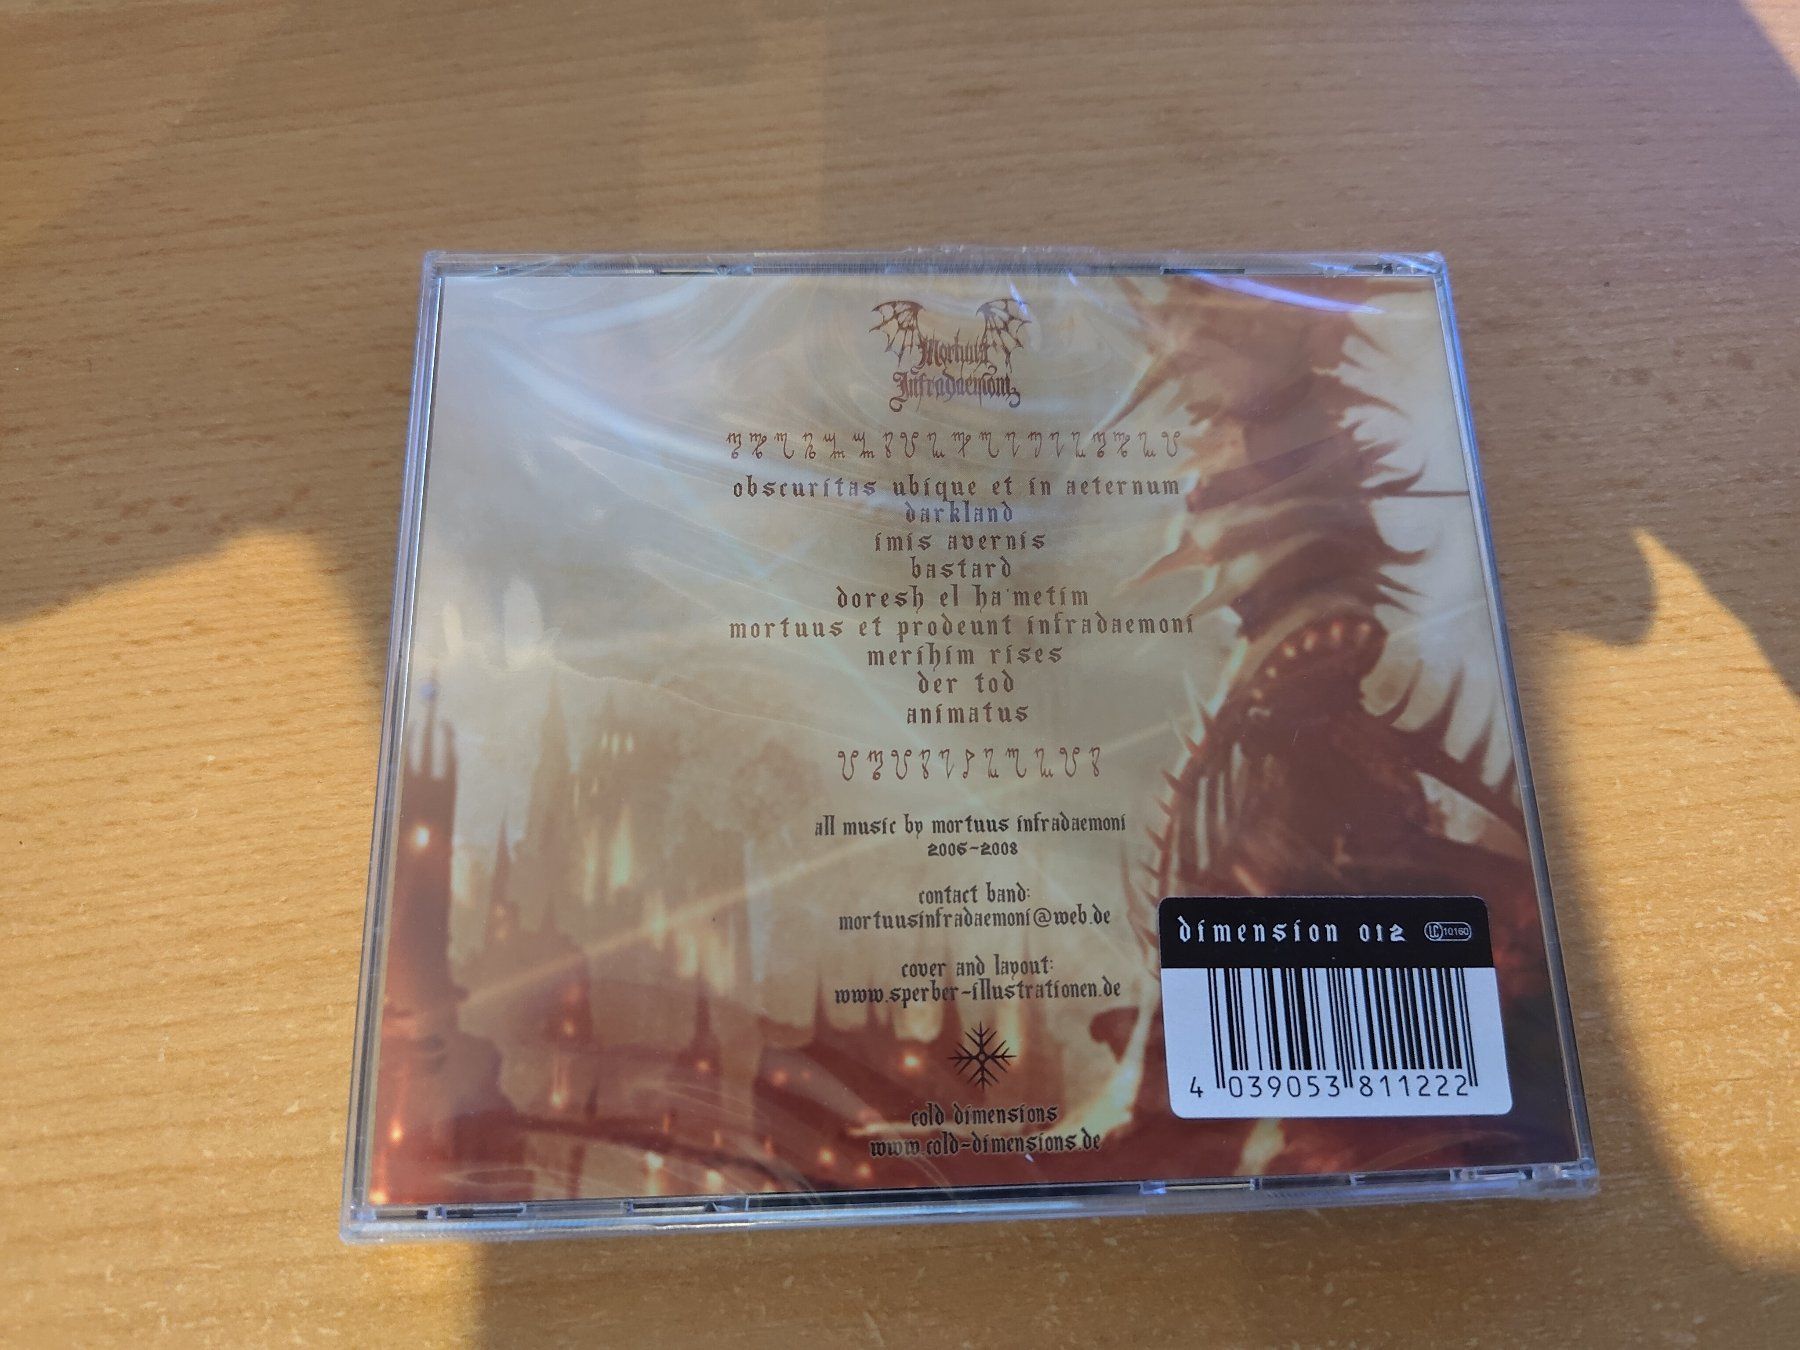 Mortuus
Infradaemoni
obscuritas ubique et in aeternum
darkland
imis avernis
bastard
doresh el ha'metim
mortuus et prodeunt infradaemoni
merihim rises
der tod
animatus
all music by mortuus infradaemoni
2006-2008
contact band:
mortuusinfradaemoni@web.de
cover and layout:
www.sperber-illustrationen.de
cold dimensions
www.cold-dimensions.de
dimension 012 LC 10160
4 039053 811222